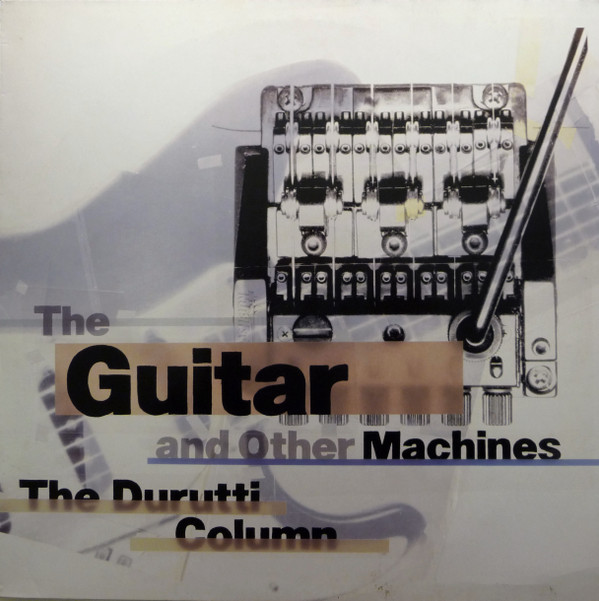 The
Guitar
and Other Machines
The Durutti
Column